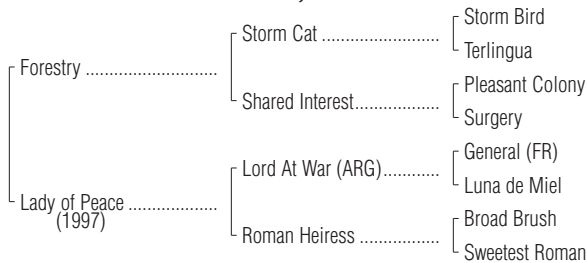 Storm Bird
Storm Cat ........................
Terlingua
Forestry ...........................
Pleasant Colony
Shared Interest.................
Surgery
General (FR)
Lord At War (ARG)............
Luna de Miel
Lady of Peace ..................
(1997)
Broad Brush
Roman Heiress ................
Sweetest Roman